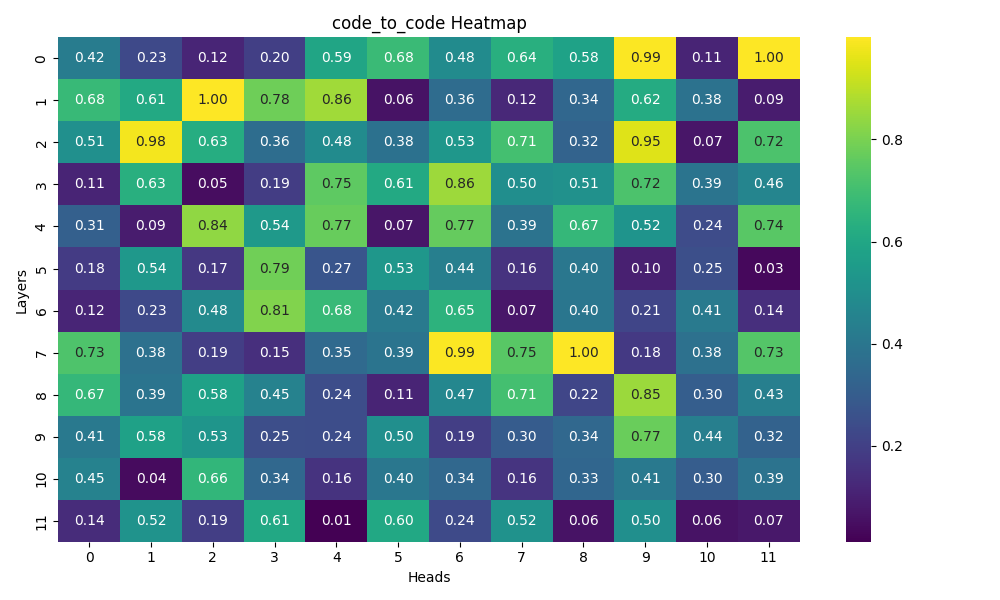 code_to_code Heatmap
0 0.42 0.23 0.12 0.20 0.59 0.68 0.48 0.64 0.58 0.99 0.11 1.00
1 0.68 0.61 1.00 0.78 0.86 0.06 0.36 0.12 0.34 0.62 0.38 0.09
2 0.51 0.98 0.63 0.36 0.48 0.38 0.53 0.71 0.32 0.95 0.07 0.72
3 0.11 0.63 0.05 0.19 0.75 0.61 0.86 0.50 0.51 0.72 0.39 0.46
4 0.31 0.09 0.84 0.54 0.77 0.07 0.77 0.39 0.67 0.52 0.24 0.74
5 0.18 0.54 0.17 0.79 0.27 0.53 0.44 0.16 0.40 0.10 0.25 0.03
6 0.12 0.23 0.48 0.81 0.68 0.42 0.65 0.07 0.40 0.21 0.41 0.14
7 0.73 0.38 0.19 0.15 0.35 0.39 0.99 0.75 1.00 0.18 0.38 0.73
8 0.67 0.39 0.58 0.45 0.24 0.11 0.47 0.71 0.22 0.85 0.30 0.43
9 0.41 0.58 0.53 0.25 0.24 0.50 0.19 0.30 0.34 0.77 0.44 0.32
10 0.45 0.04 0.66 0.34 0.16 0.40 0.34 0.16 0.33 0.41 0.30 0.39
11 0.14 0.52 0.19 0.61 0.01 0.60 0.24 0.52 0.06 0.50 0.06 0.07
0 1 2 3 4 5 6 7 8 9 10 11
Heads
Layers
0.8
0.6
0.4
0.2